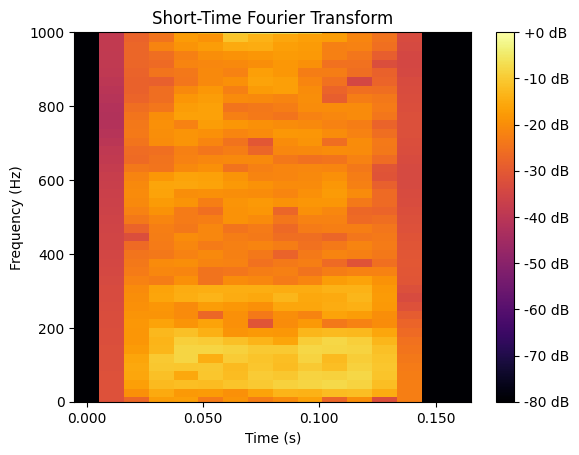 Short-Time Fourier Transform
Frequency (Hz)
1000
800
600
400
200
0
0.000
0.050
0.100
0.150
Time (s)
+0 dB
-10 dB
-20 dB
-30 dB
-40 dB
-50 dB
-60 dB
-70 dB
-80 dB